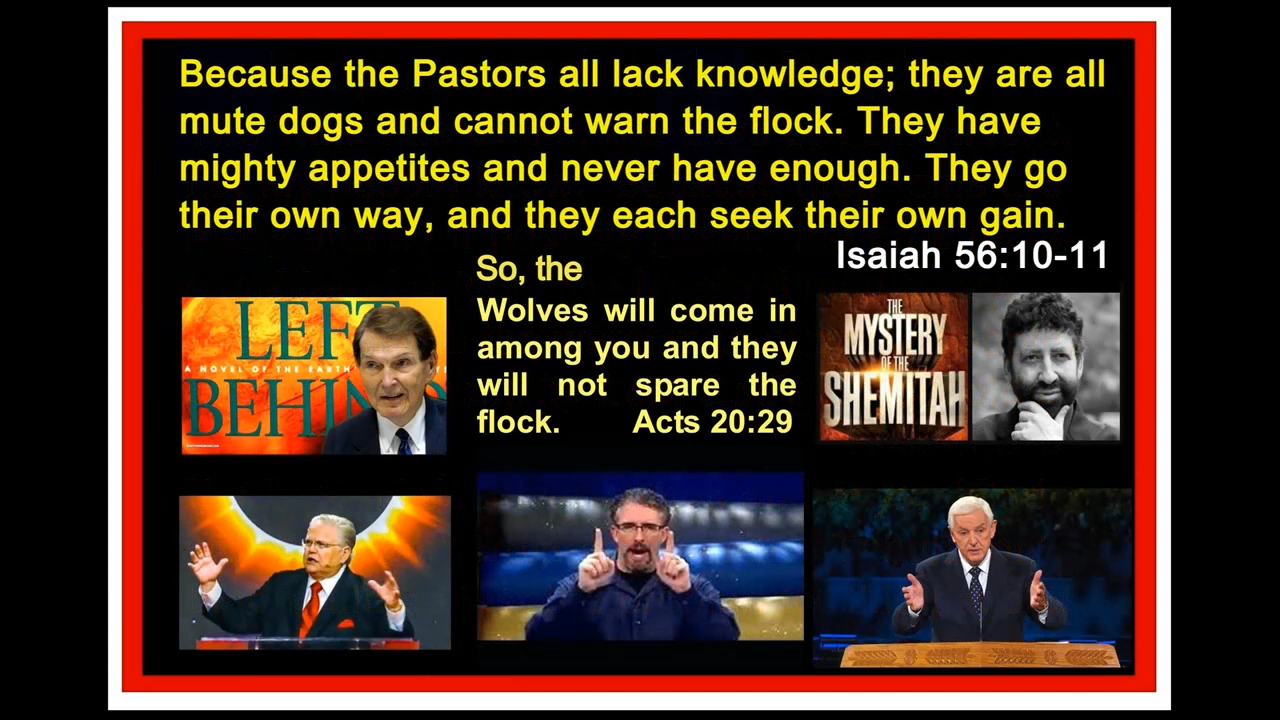 Because the Pastors all lack knowledge; they are all
mute dogs and cannot warn the flock. They have
mighty appetites and never have enough. They go
their own way, and they each seek their own gain.
Isaiah 56:10-11
So, the
Wolves will come in
among you and they
will not spare the
flock. Acts 20:29
LEFT
A NOVEL OF THE EARTH'
BEHIN
THE
MYSTERY
OF THE
SHEMITAH